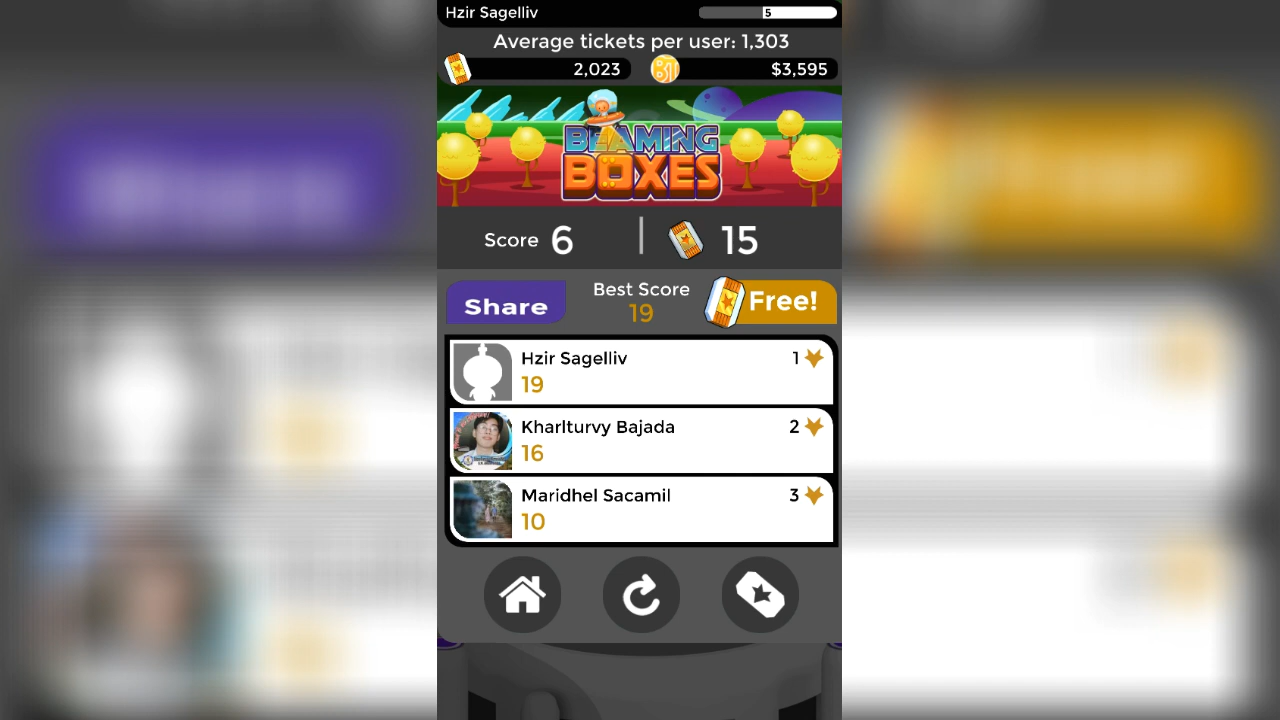 Hzir Sagelliv 5
Average tickets per user: 1,303
2,023 $3,595
BEAMING
BOXES
Score 6 | 15
Share Best Score Free!
19
Hzir Sagelliv 1
19
Kharlturvy Bajada 2
16
Maridhel Sacamil 3
10